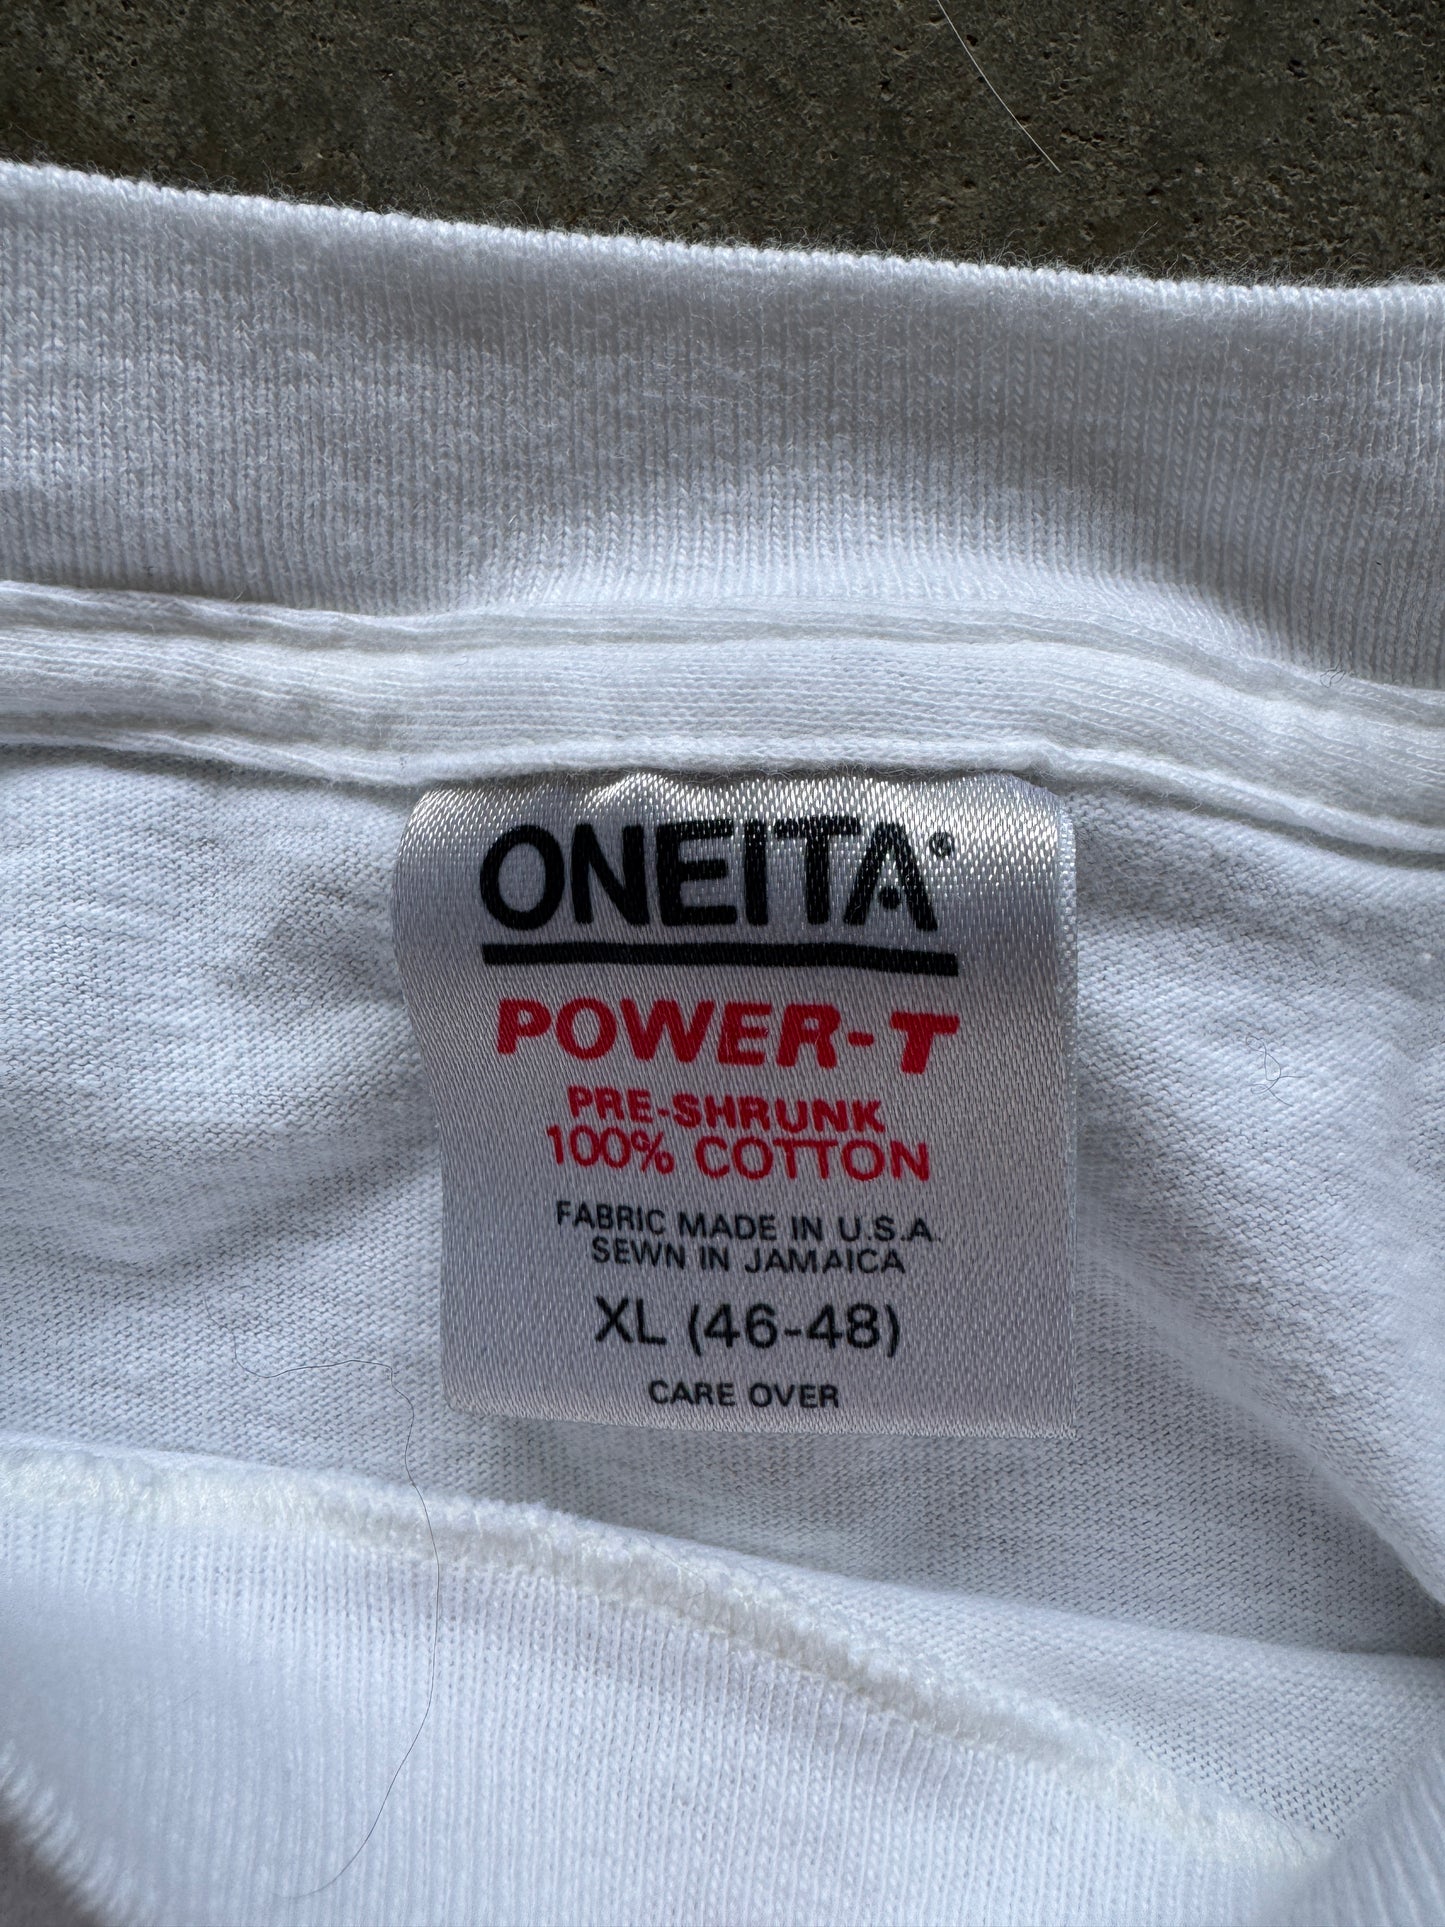 ONEITA®
POWER-T
PRE-SHRUNK
100% COTTON
FABRIC MADE IN U.S.A.
SEWN IN JAMAICA
XL (46-48)
CARE OVER